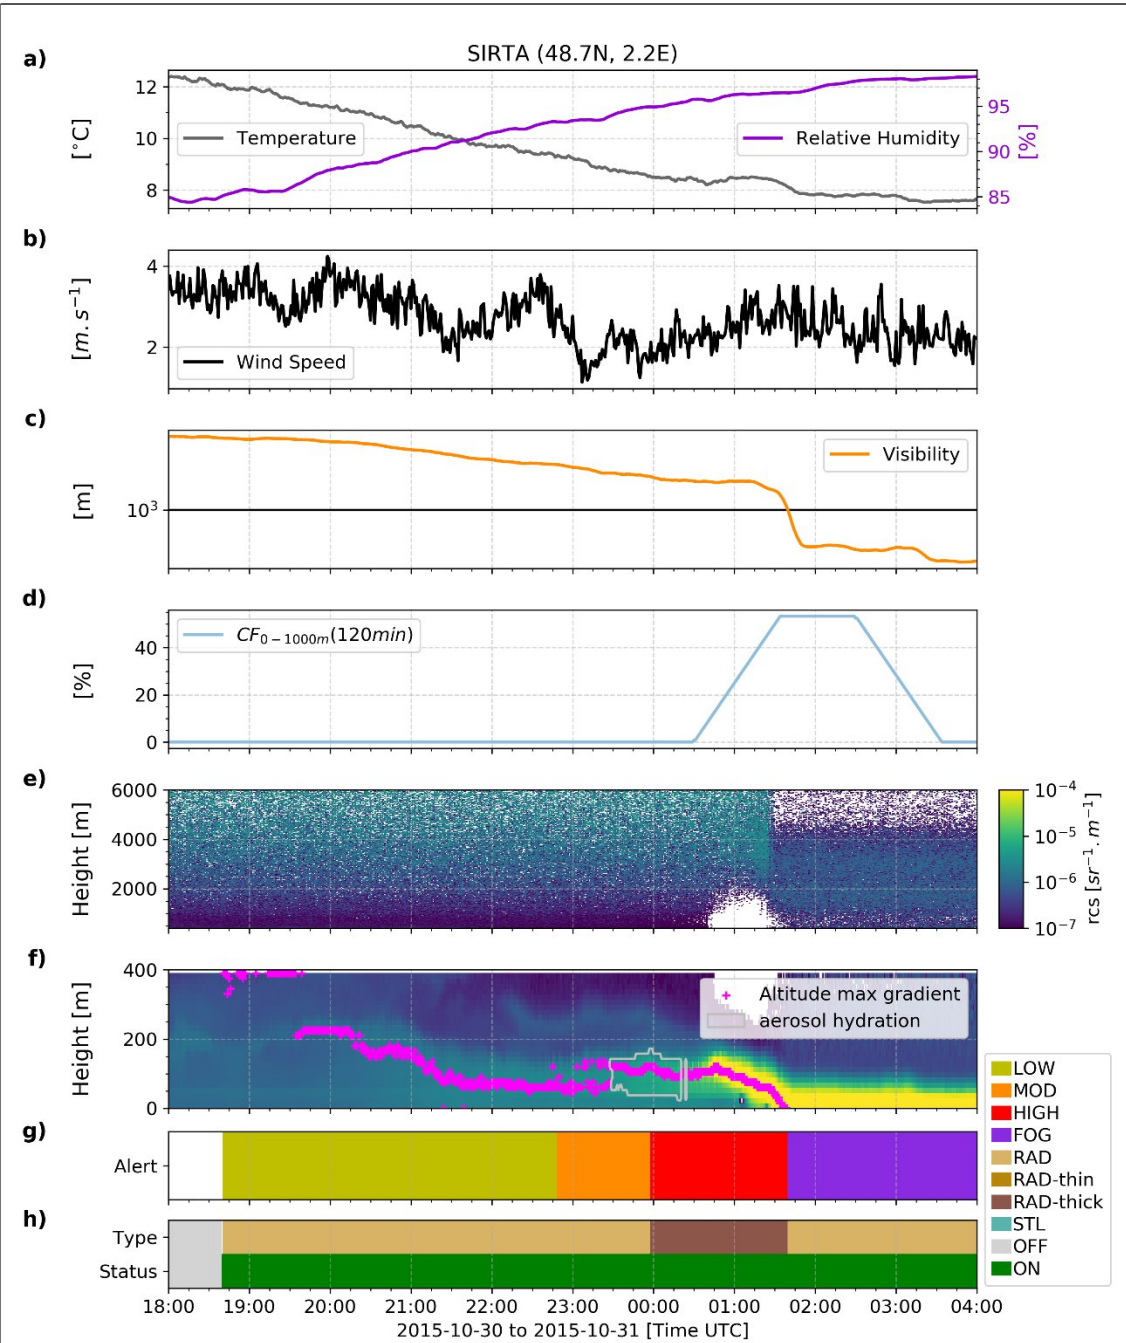 SIRTA (48.7N, 2.2E)
a)
12
10
8
[°C]
Temperature
Relative Humidity
95
90
85
[%]
b)
4
2
[m.s⁻¹]
Wind Speed
c)
10³
[m]
Visibility
d)
40
20
0
[%]
CF₀₋₁₀₀₀ₘ(120min)
e)
6000
4000
2000
Height [m]
10⁻⁴
10⁻⁵
10⁻⁶
10⁻⁷
rcs [sr⁻¹.m⁻¹]
f)
400
200
0
Height [m]
Altitude max gradient
aerosol hydration
LOW
MOD
HIGH
FOG
RAD
RAD-thin
RAD-thick
STL
OFF
ON
g)
Alert
h)
Type
Status
18:00 19:00 20:00 21:00 22:00 23:00 00:00 01:00 02:00 03:00 04:00
2015-10-30 to 2015-10-31 [Time UTC]